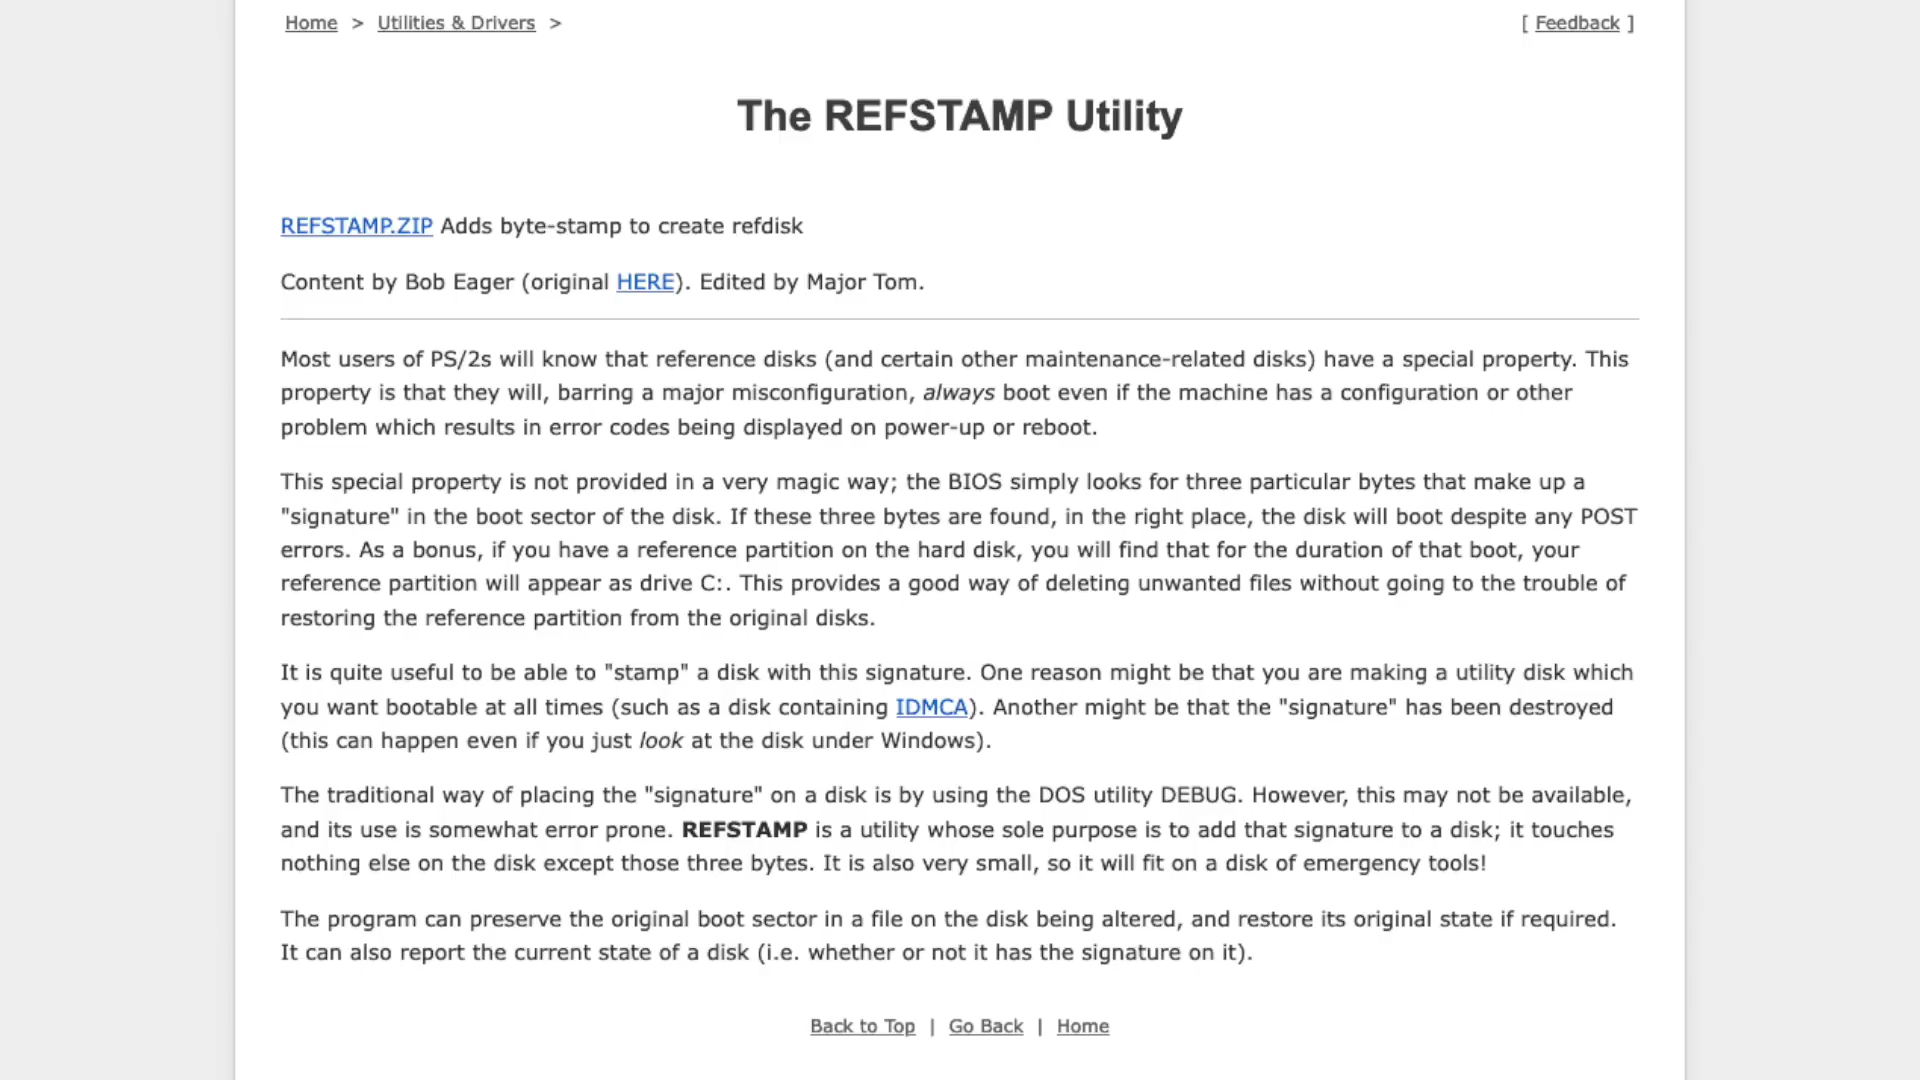 Home > Utilities & Drivers >
[ Feedback ]
The REFSTAMP Utility
REFSTAMP.ZIP Adds byte-stamp to create refdisk
Content by Bob Eager (original HERE). Edited by Major Tom.
Most users of PS/2s will know that reference disks (and certain other maintenance-related disks) have a special property. This
property is that they will, barring a major misconfiguration, always boot even if the machine has a configuration or other
problem which results in error codes being displayed on power-up or reboot.
This special property is not provided in a very magic way; the BIOS simply looks for three particular bytes that make up a
"signature" in the boot sector of the disk. If these three bytes are found, in the right place, the disk will boot despite any POST
errors. As a bonus, if you have a reference partition on the hard disk, you will find that for the duration of that boot, your
reference partition will appear as drive C:. This provides a good way of deleting unwanted files without going to the trouble of
restoring the reference partition from the original disks.
It is quite useful to be able to "stamp" a disk with this signature. One reason might be that you are making a utility disk which
you want bootable at all times (such as a disk containing IDMCA). Another might be that the "signature" has been destroyed
(this can happen even if you just look at the disk under Windows).
The traditional way of placing the "signature" on a disk is by using the DOS utility DEBUG. However, this may not be available,
and its use is somewhat error prone. REFSTAMP is a utility whose sole purpose is to add that signature to a disk; it touches
nothing else on the disk except those three bytes. It is also very small, so it will fit on a disk of emergency tools!
The program can preserve the original boot sector in a file on the disk being altered, and restore its original state if required.
It can also report the current state of a disk (i.e. whether or not it has the signature on it).
Back to Top | Go Back | Home